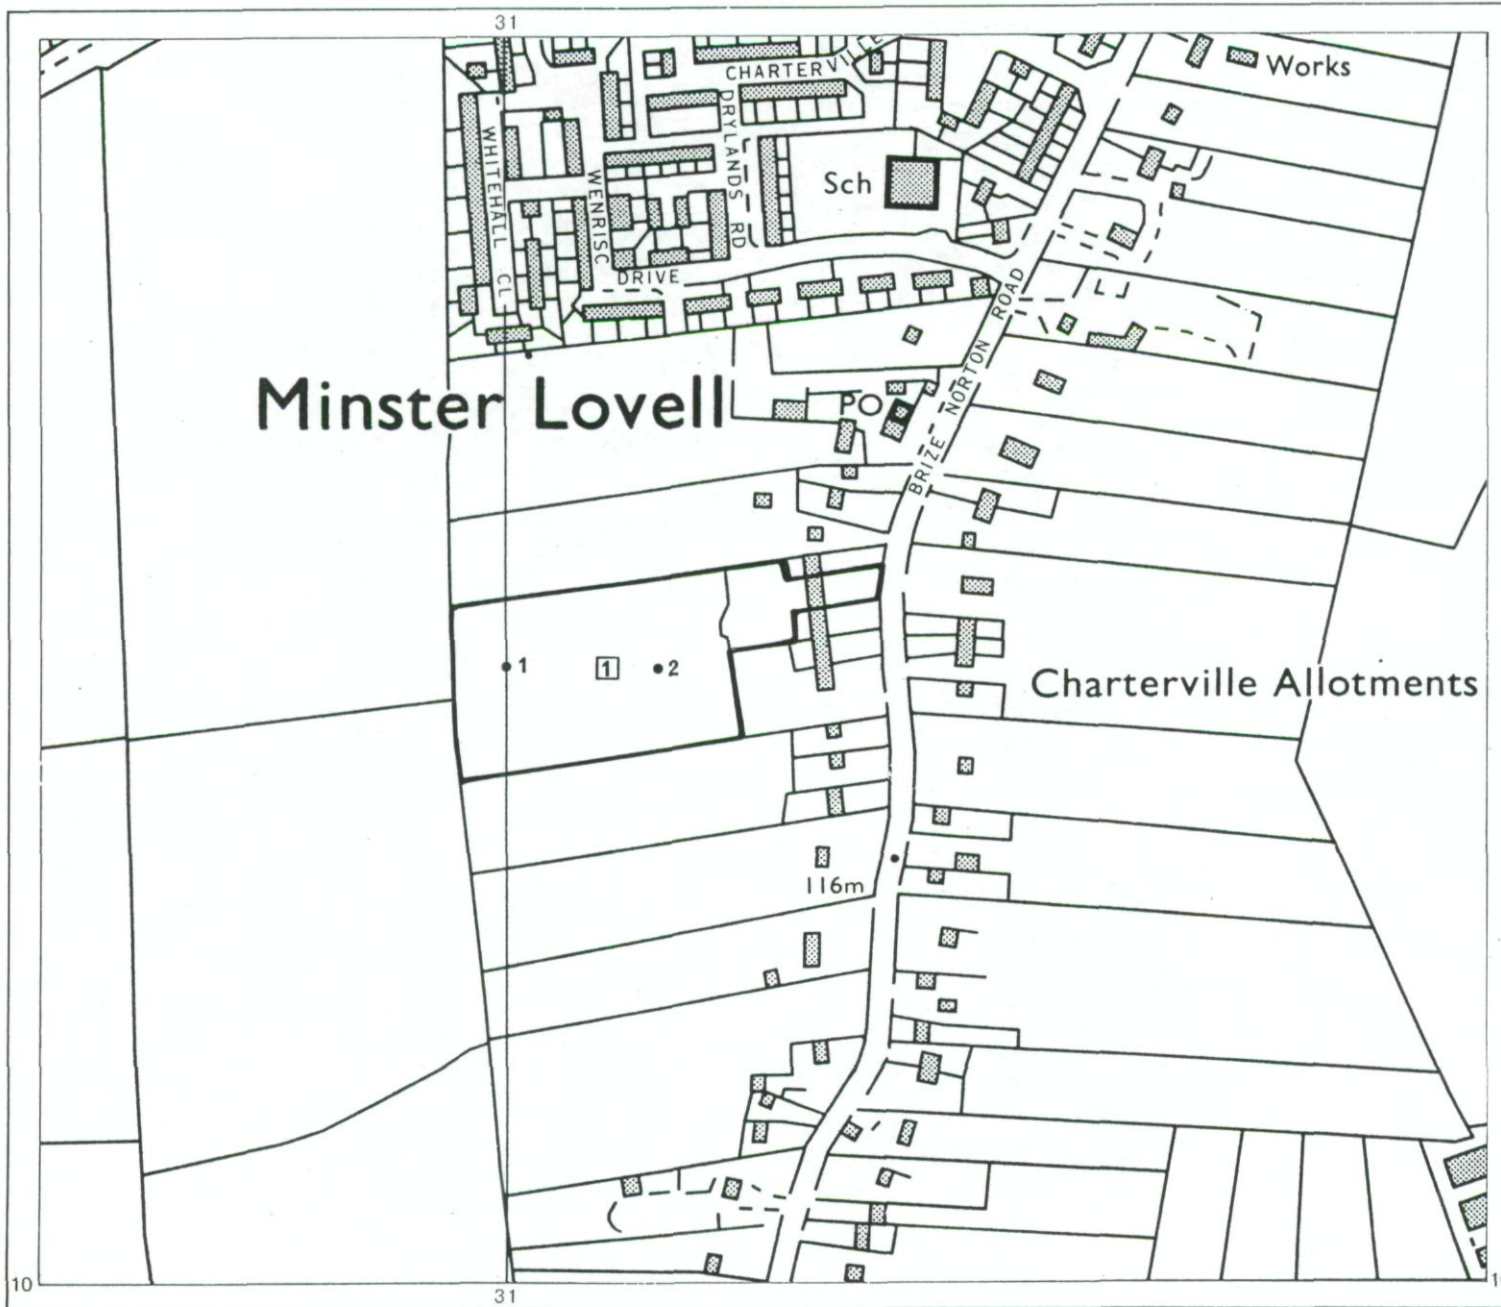 31
Works
CHARTERVILLE
DRYLANDS RD
WHITEHALL CL
WENRISC
DRIVE
Sch
BRIZE NORTON ROAD
Minster Lovell
PO
1
1
2
Charterville Allotments
116m
10
31